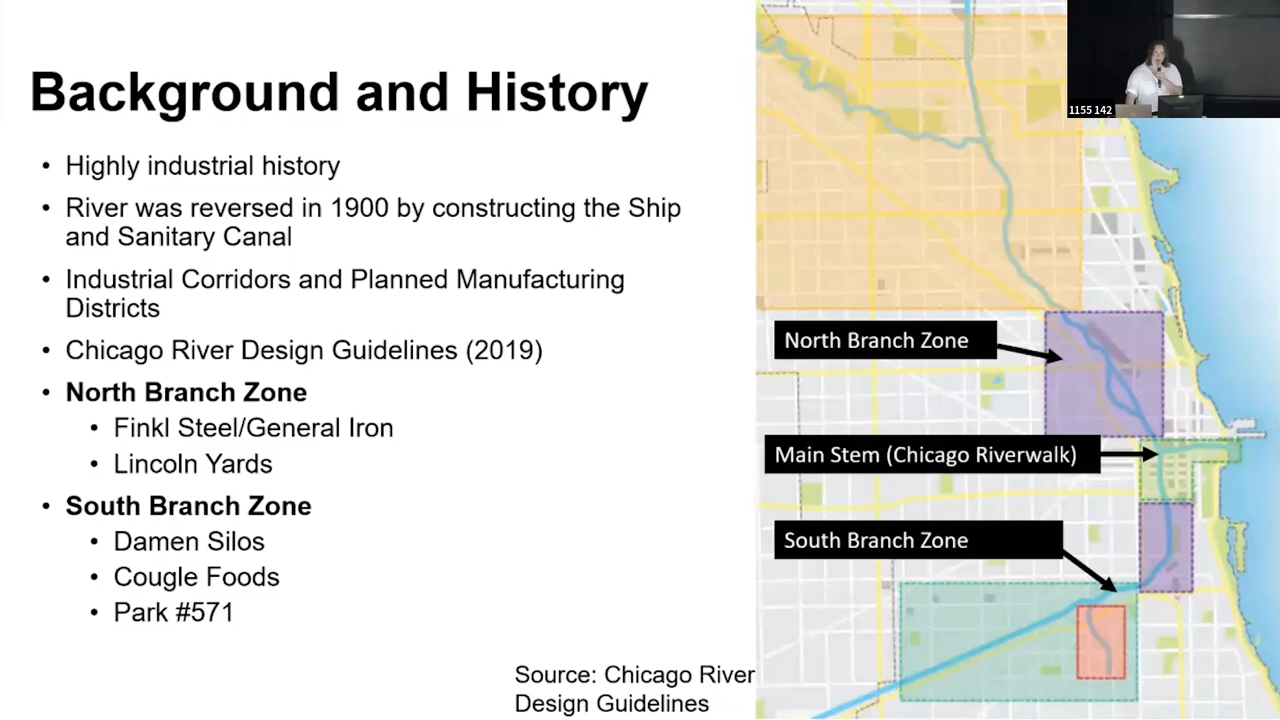 Background and History
• Highly industrial history
• River was reversed in 1900 by constructing the Ship
and Sanitary Canal
• Industrial Corridors and Planned Manufacturing
Districts
• Chicago River Design Guidelines (2019)
• North Branch Zone
• Finkl Steel/General Iron
• Lincoln Yards
• South Branch Zone
• Damen Silos
• Cougle Foods
• Park #571
Source: Chicago River
Design Guidelines
1155 142
North Branch Zone
Main Stem (Chicago Riverwalk)
South Branch Zone